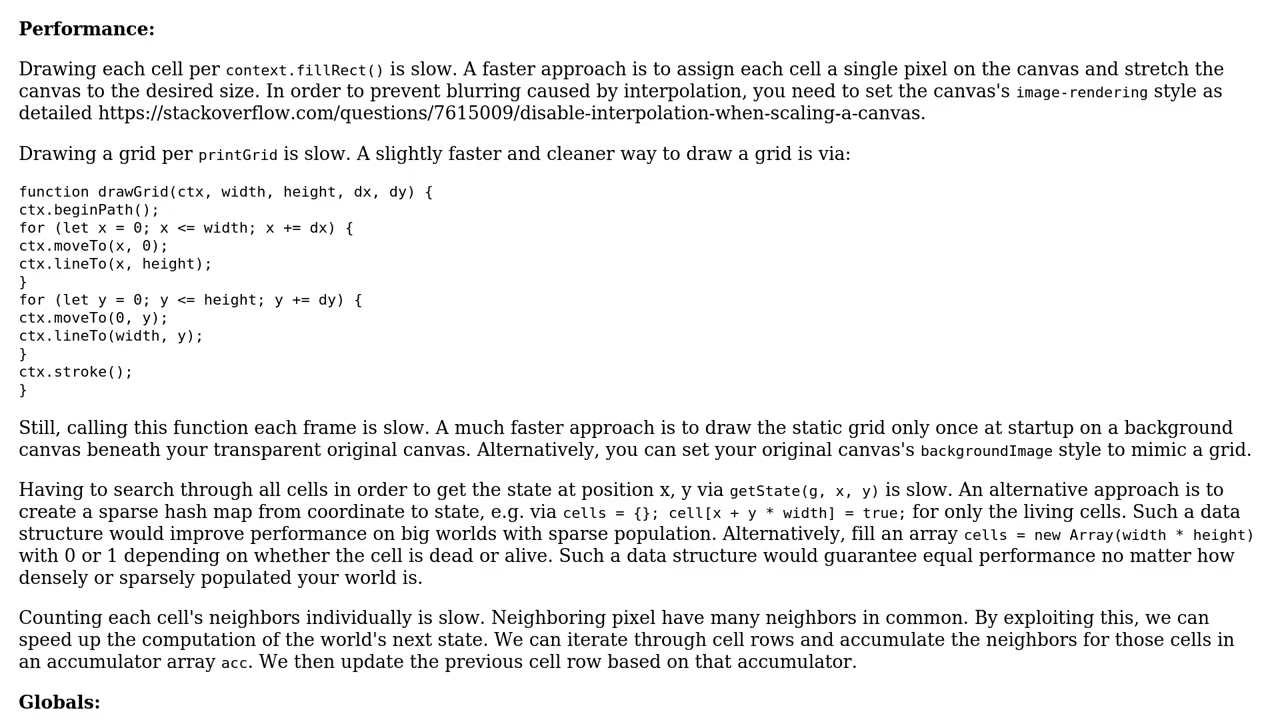 Performance:
Drawing each cell per context.fillRect() is slow. A faster approach is to assign each cell a single pixel on the canvas and stretch the
canvas to the desired size. In order to prevent blurring caused by interpolation, you need to set the canvas's image-rendering style as
detailed https://stackoverflow.com/questions/7615009/disable-interpolation-when-scaling-a-canvas.
Drawing a grid per printGrid is slow. A slightly faster and cleaner way to draw a grid is via:
function drawGrid(ctx, width, height, dx, dy) {
ctx.beginPath();
for (let x = 0; x <= width; x += dx) {
ctx.moveTo(x, 0);
ctx.lineTo(x, height);
}
for (let y = 0; y <= height; y += dy) {
ctx.moveTo(0, y);
ctx.lineTo(width, y);
}
ctx.stroke();
}
Still, calling this function each frame is slow. A much faster approach is to draw the static grid only once at startup on a background
canvas beneath your transparent original canvas. Alternatively, you can set your original canvas's backgroundImage style to mimic a grid.
Having to search through all cells in order to get the state at position x, y via getState(g, x, y) is slow. An alternative approach is to
create a sparse hash map from coordinate to state, e.g. via cells = {}; cell[x + y * width] = true; for only the living cells. Such a data
structure would improve performance on big worlds with sparse population. Alternatively, fill an array cells = new Array(width * height)
with 0 or 1 depending on whether the cell is dead or alive. Such a data structure would guarantee equal performance no matter how
densely or sparsely populated your world is.
Counting each cell's neighbors individually is slow. Neighboring pixel have many neighbors in common. By exploiting this, we can
speed up the computation of the world's next state. We can iterate through cell rows and accumulate the neighbors for those cells in
an accumulator array acc. We then update the previous cell row based on that accumulator.
Globals: